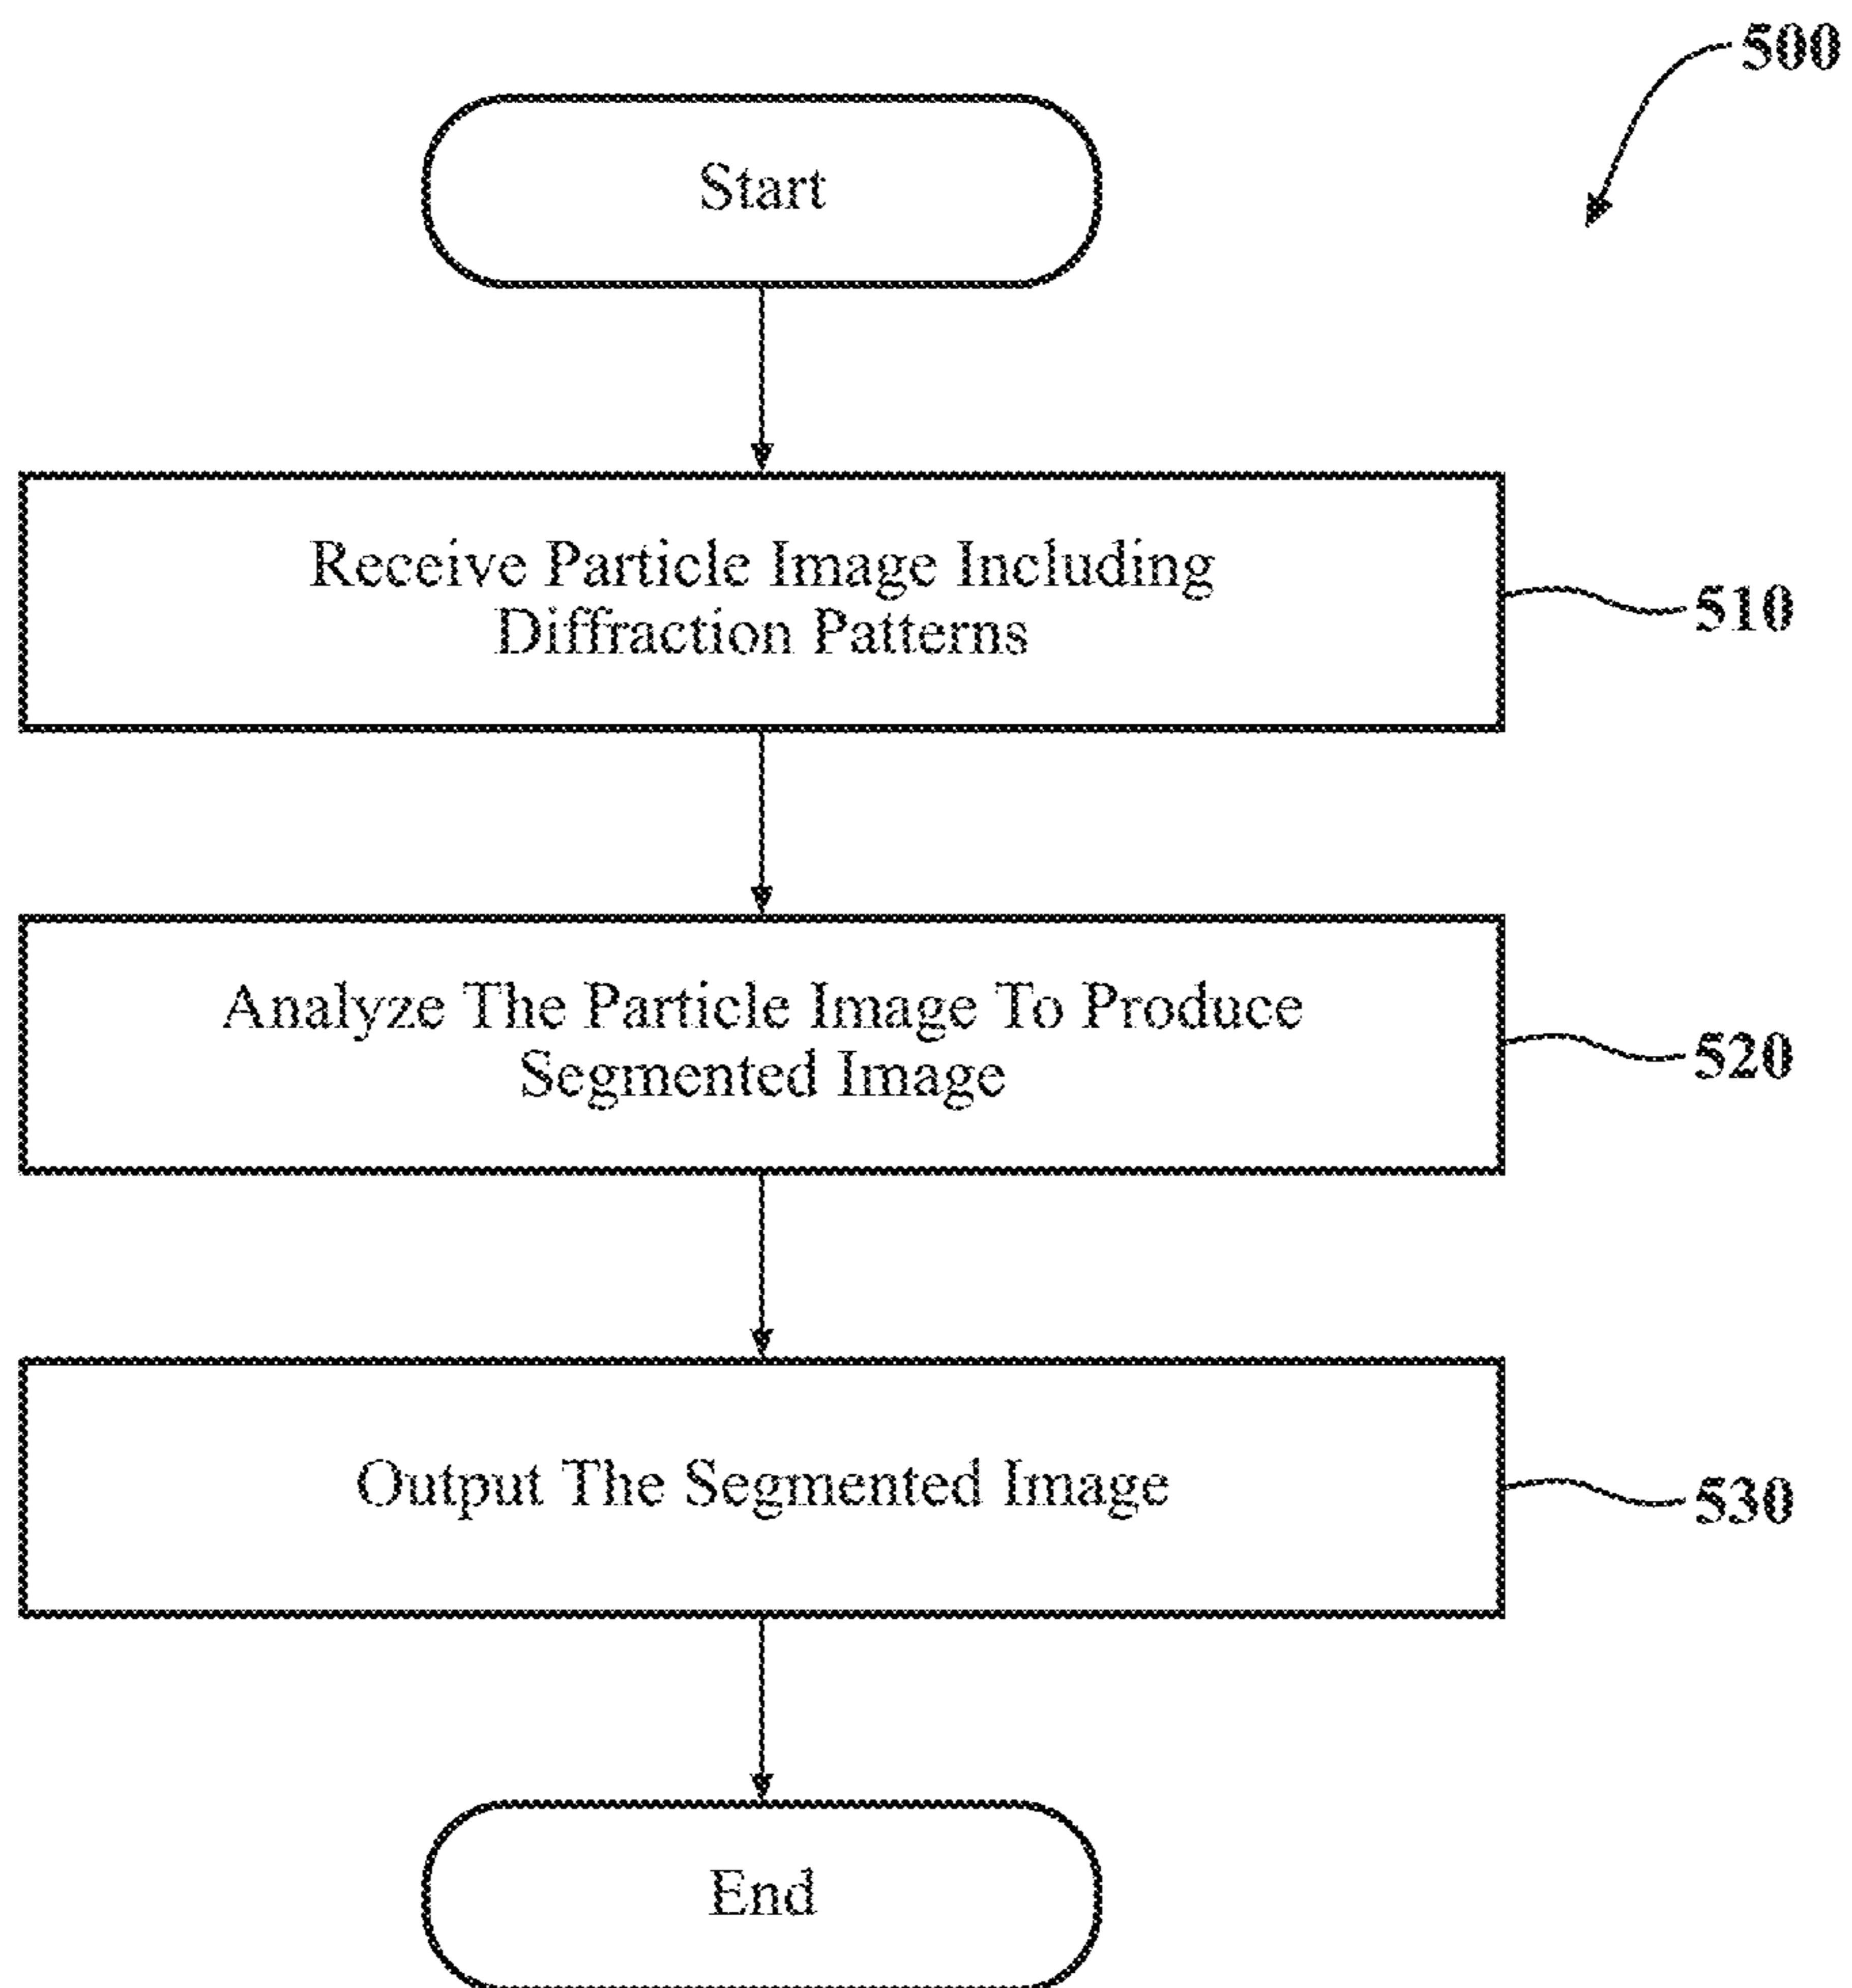 500
Start
Receive Particle Image Including
Diffraction Patterns
510
Analyze The Particle Image To Produce
Segmented Image
520
Output The Segmented Image
530
End